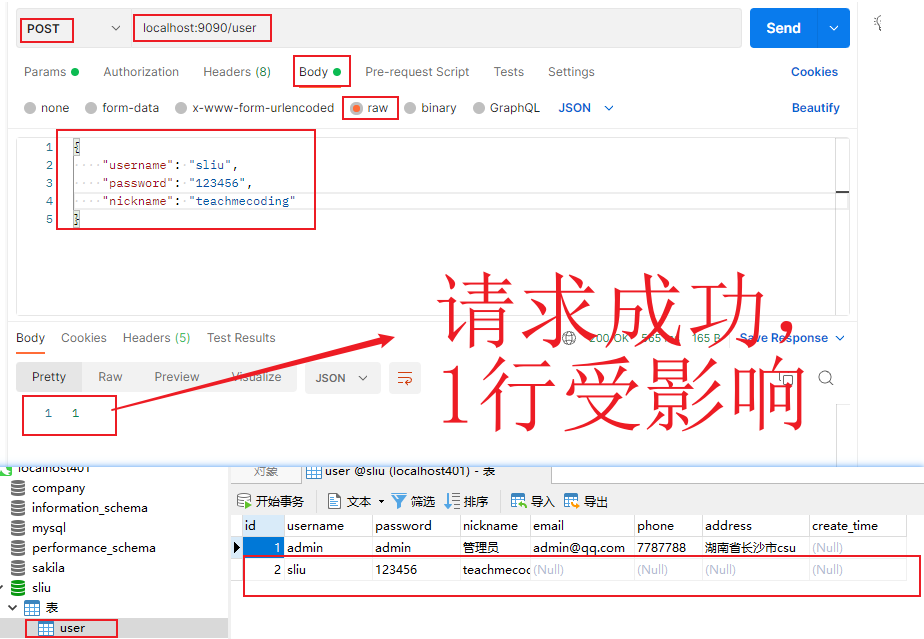 POST localhost:9090/user Send
Params Authorization Headers (8) Body Pre-request Script Tests Settings Cookies
none form-data x-www-form-urlencoded raw binary GraphQL JSON Beautify
1 {
2 "username": "sliu",
3 "password": "123456",
4 "nickname": "teachmecoding"
5 }
请求成功，
1行受影响
Body Cookies Headers (5) Test Results 200 OK 165 B Save Response
Pretty Raw Preview Visualize JSON
1 1
localhost401
company
information_schema
mysql
performance_schema
sakila
sliu
表
user
对象 user @sliu (localhost401) - 表
开始事务 文本 筛选 排序 导入 导出
id username password nickname email phone address create_time
1 admin admin 管理员 admin@qq.com 7787788 湖南省长沙市csu (Null)
2 sliu 123456 teachmecod (Null) (Null) (Null) (Null)